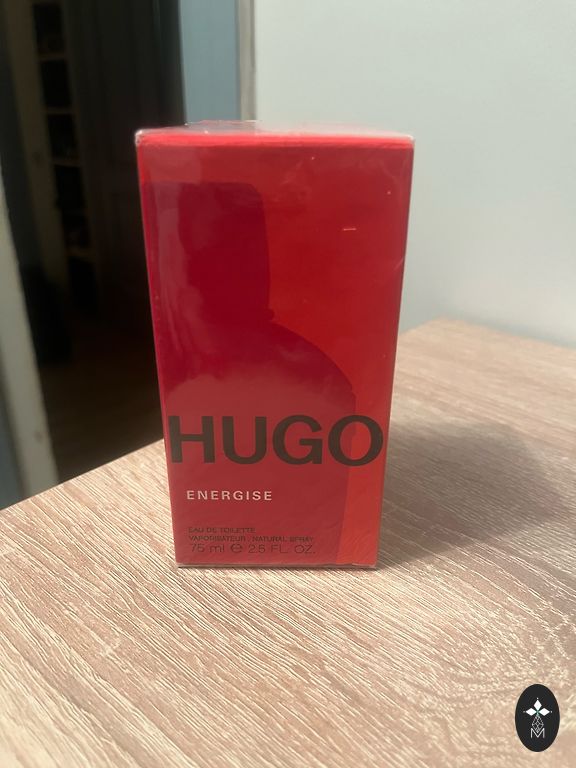 HUGO
ENERGISE
EAU DE TOILETTE
VAPORISATEUR . NATURAL SPRAY
75 ml ℮ 2.5 FL. OZ.
M